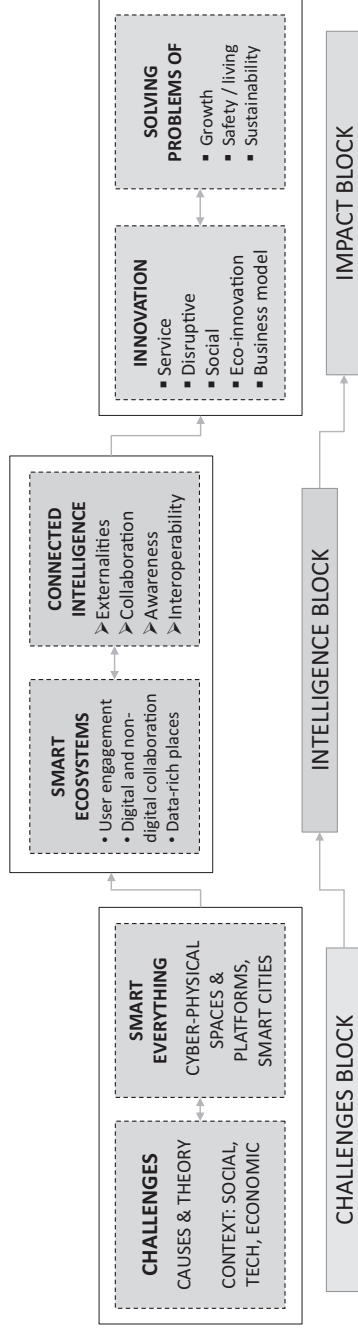 CHALLENGES
CAUSES & THEORY
CONTEXT: SOCIAL,
TECH, ECONOMIC
SMART
EVERYTHING
CYBER-PHYSICAL
SPACES &
PLATFORMS,
SMART CITIES
SMART
ECOSYSTEMS
• User engagement
• Digital and non-
digital collaboration
• Data-rich places
CONNECTED
INTELLIGENCE
➢ Externalities
➢ Collaboration
➢ Awareness
➢ Interoperability
INNOVATION
▪ Service
▪ Disruptive
▪ Social
▪ Eco-innovation
▪ Business model
SOLVING
PROBLEMS OF
▪ Growth
▪ Safety / living
▪ Sustainability
CHALLENGES BLOCK
INTELLIGENCE BLOCK
IMPACT BLOCK